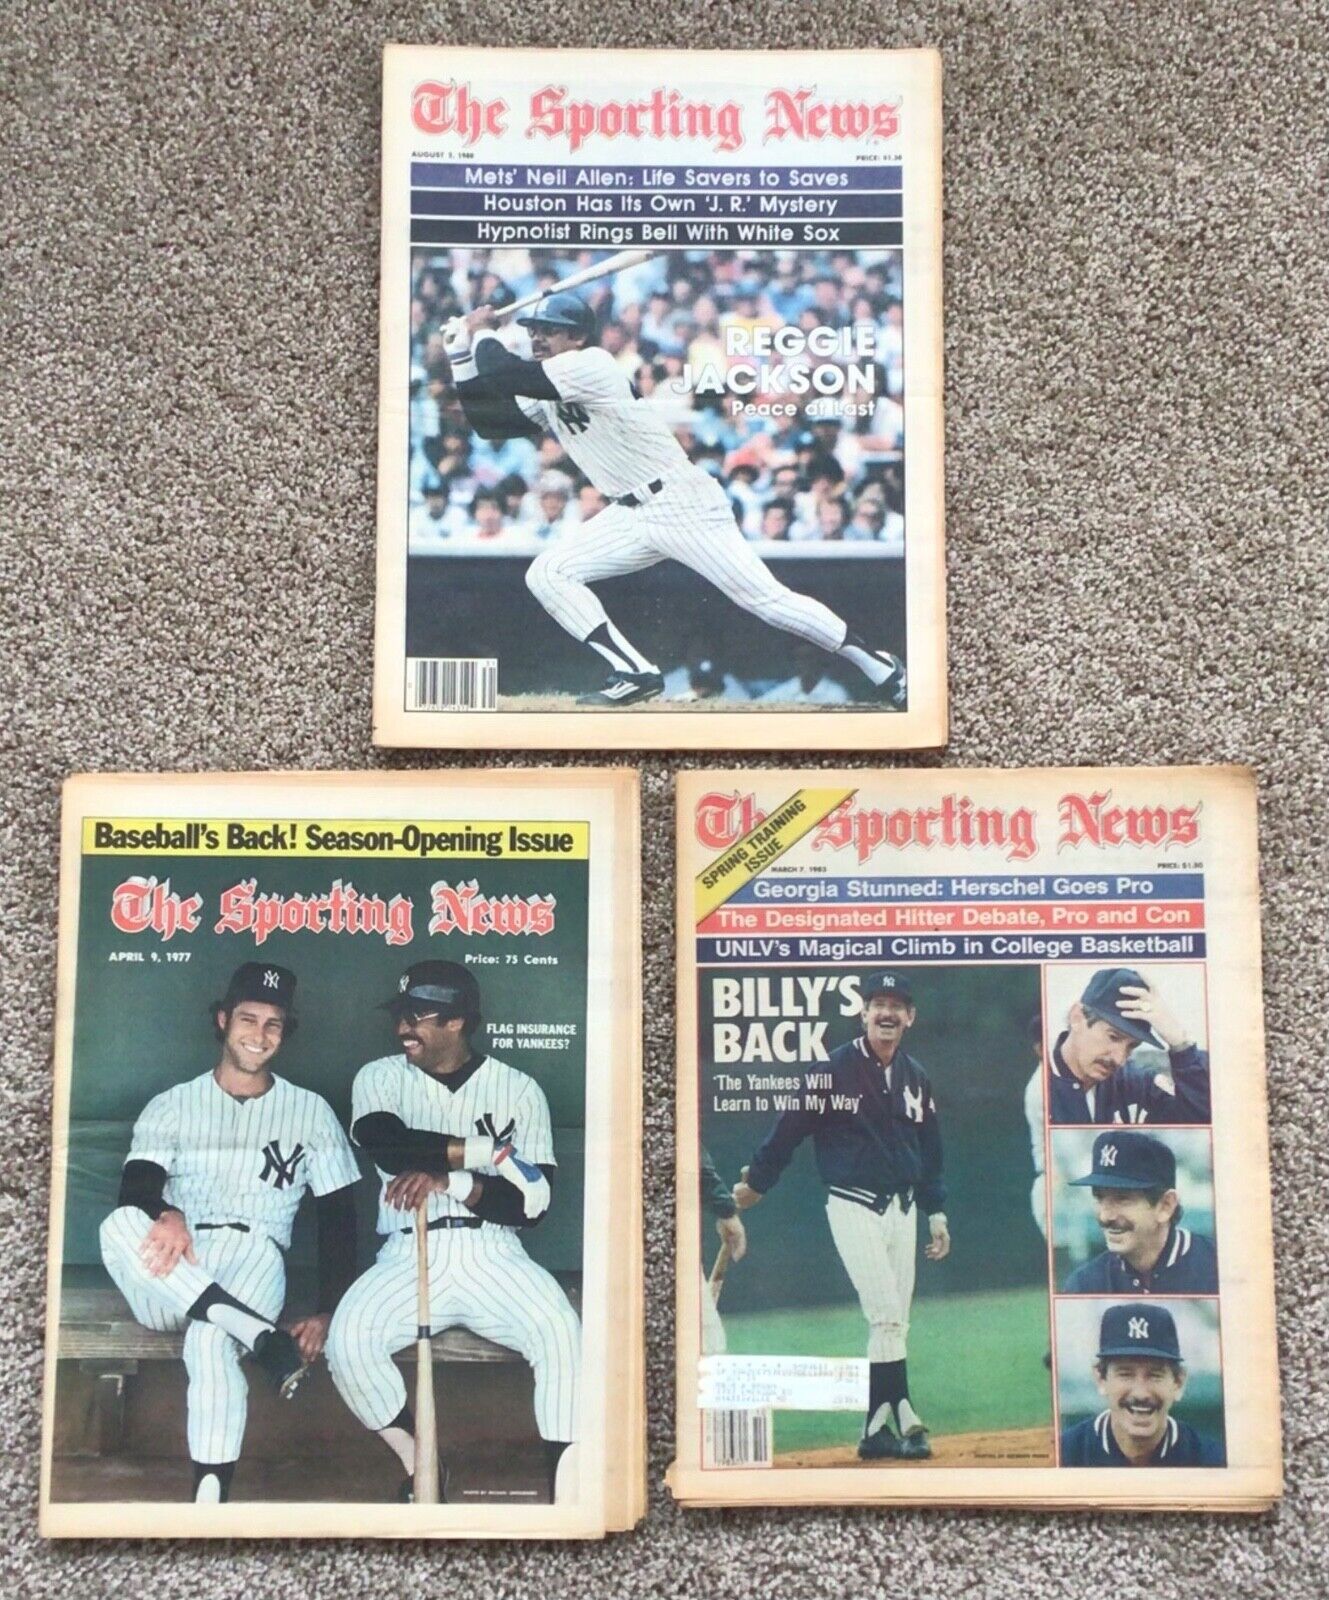 The Sporting News
AUGUST 2, 1980
PRICE: $1.50
Mets' Neil Allen: Life Savers to Saves
Houston Has Its Own 'J. R.' Mystery
Hypnotist Rings Bell With White Sox
REGGIE
JACKSON
Peace at Last
31
Baseball's Back! Season-Opening Issue
The Sporting News
APRIL 9, 1977
Price: 75 Cents
FLAG INSURANCE
FOR YANKEES?
NY
NY
The Sporting News
SPRING TRAINING
ISSUE
MARCH 7, 1983
PRICE: $1.50
Georgia Stunned: Herschel Goes Pro
The Designated Hitter Debate, Pro and Con
UNLV's Magical Climb in College Basketball
BILLY'S
BACK
'The Yankees Will
Learn to Win My Way'
10